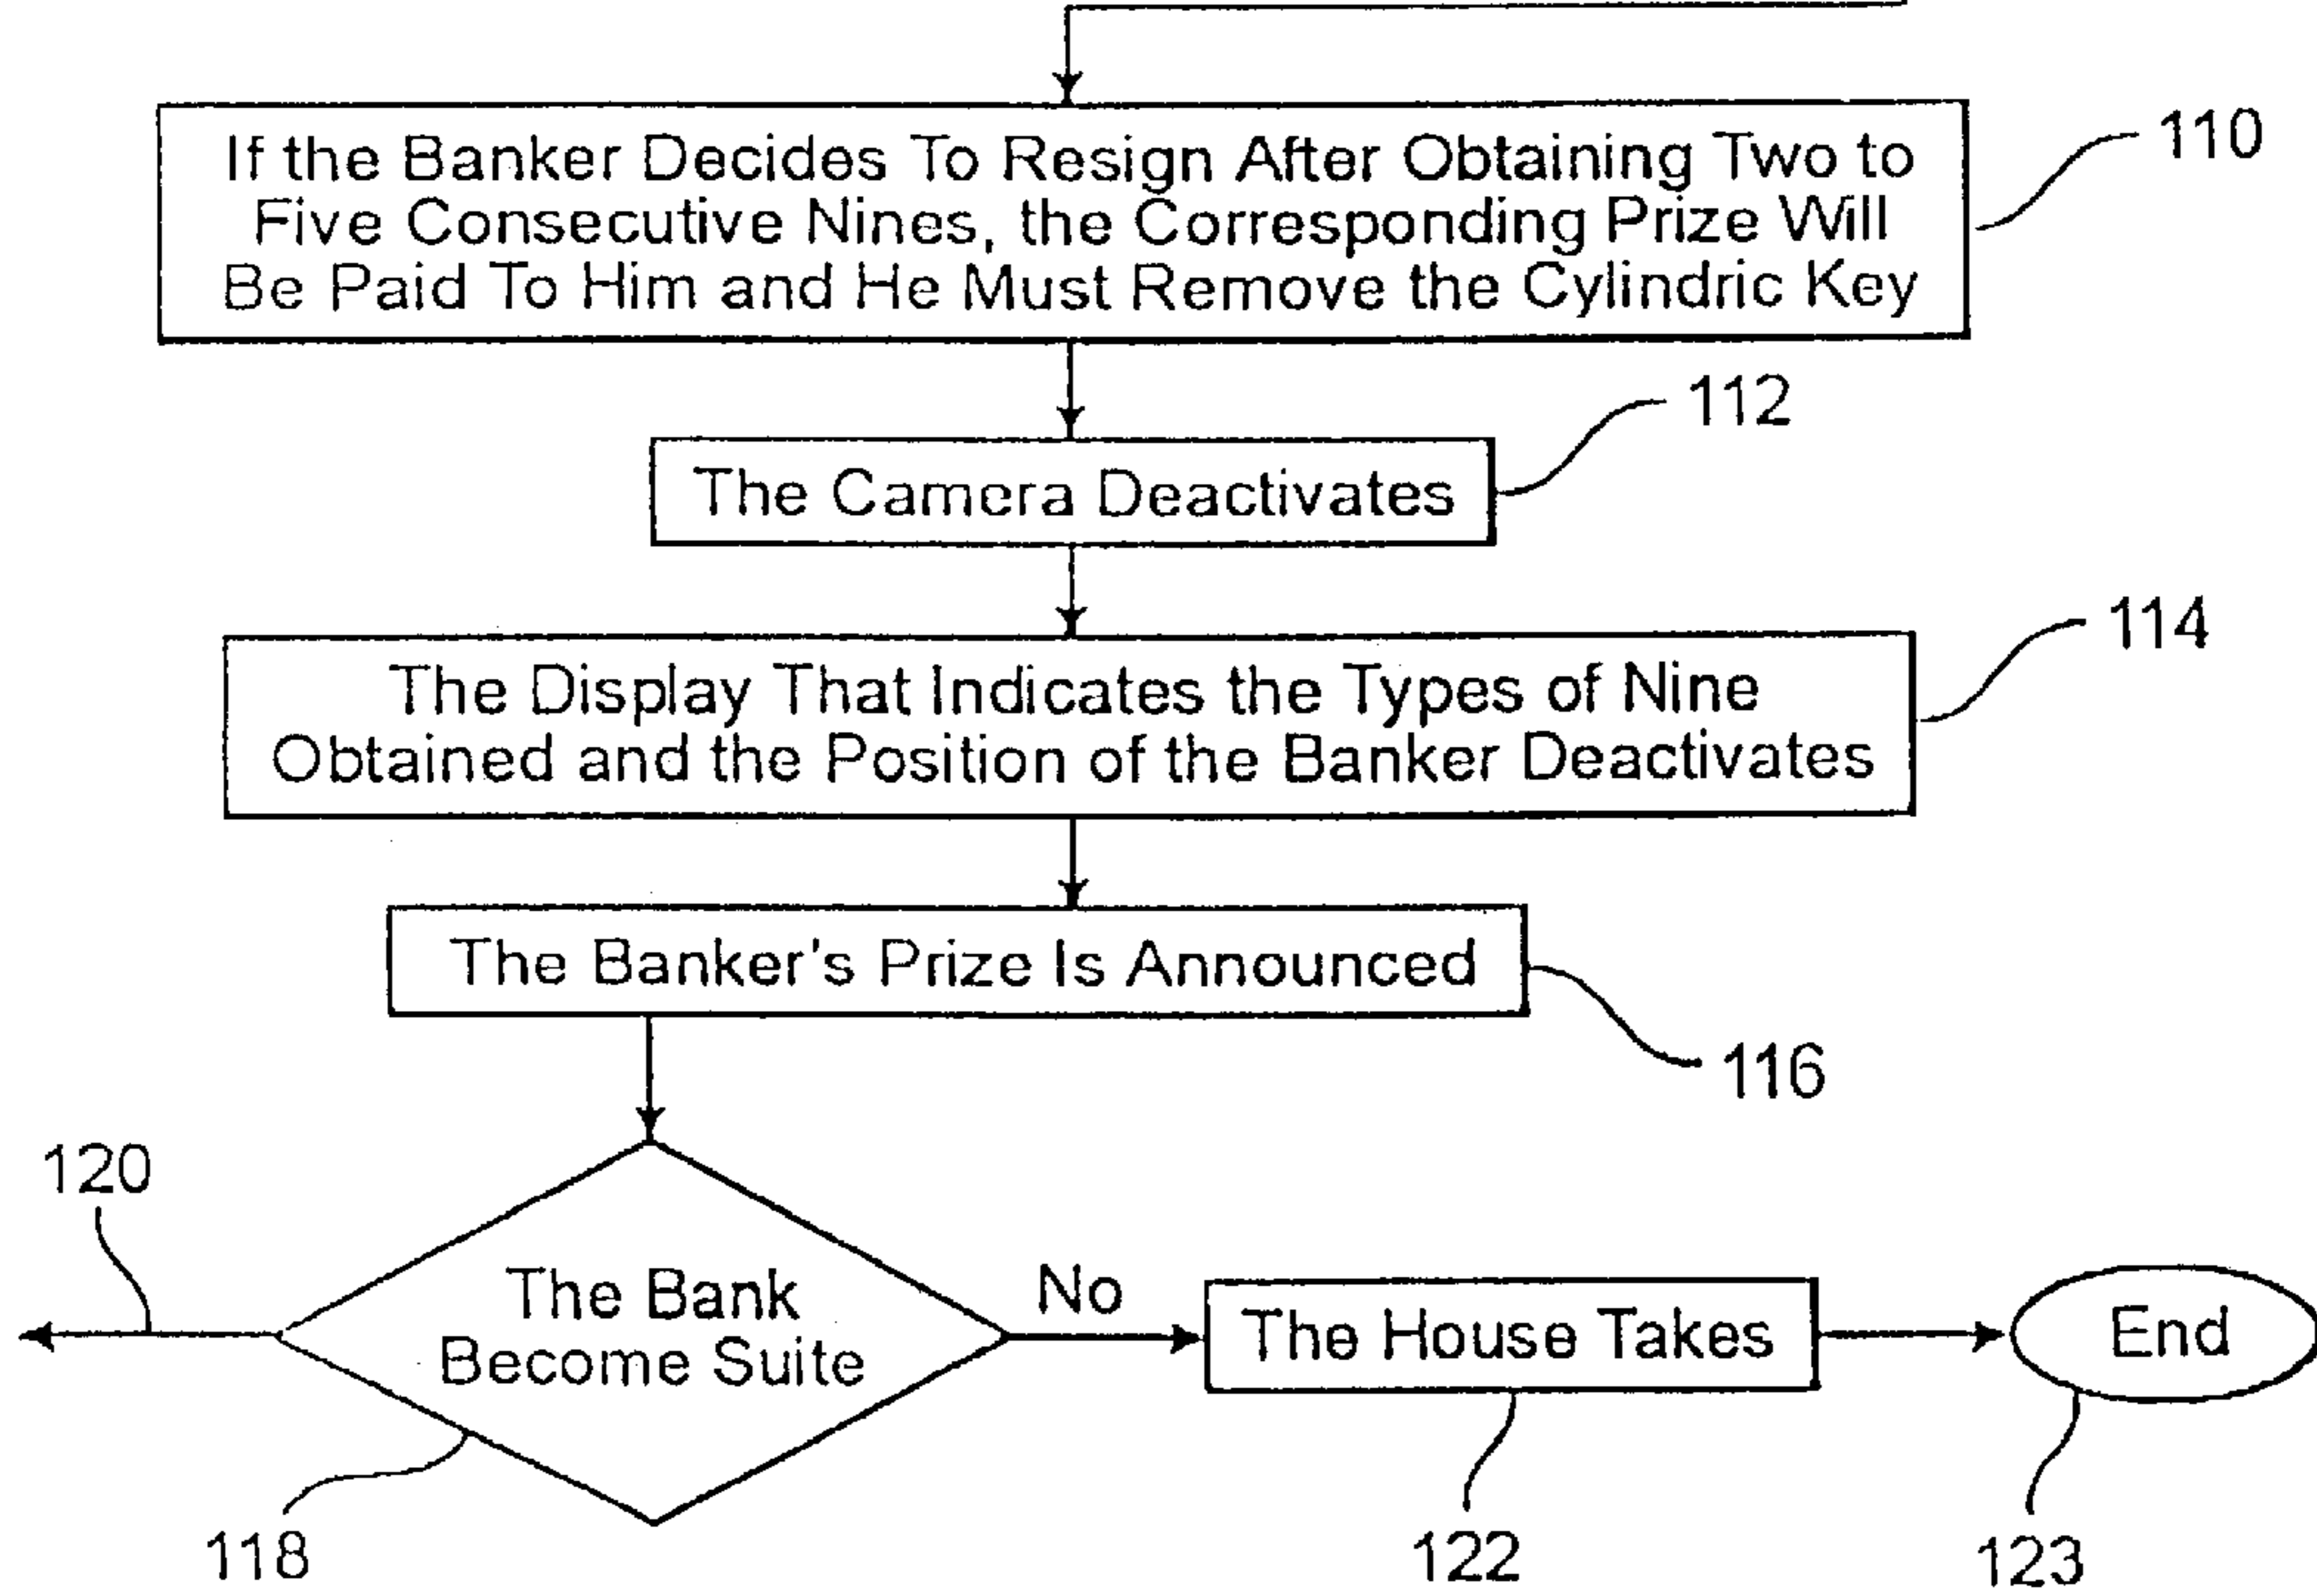 If the Banker Decides To Resign After Obtaining Two to
Five Consecutive Nines, the Corresponding Prize Will
Be Paid To Him and He Must Remove the Cylindric Key
110
The Camera Deactivates
112
The Display That Indicates the Types of Nine
Obtained and the Position of the Banker Deactivates
114
The Banker's Prize Is Announced
116
120
The Bank
Become Suite
118
No
The House Takes
122
End
123